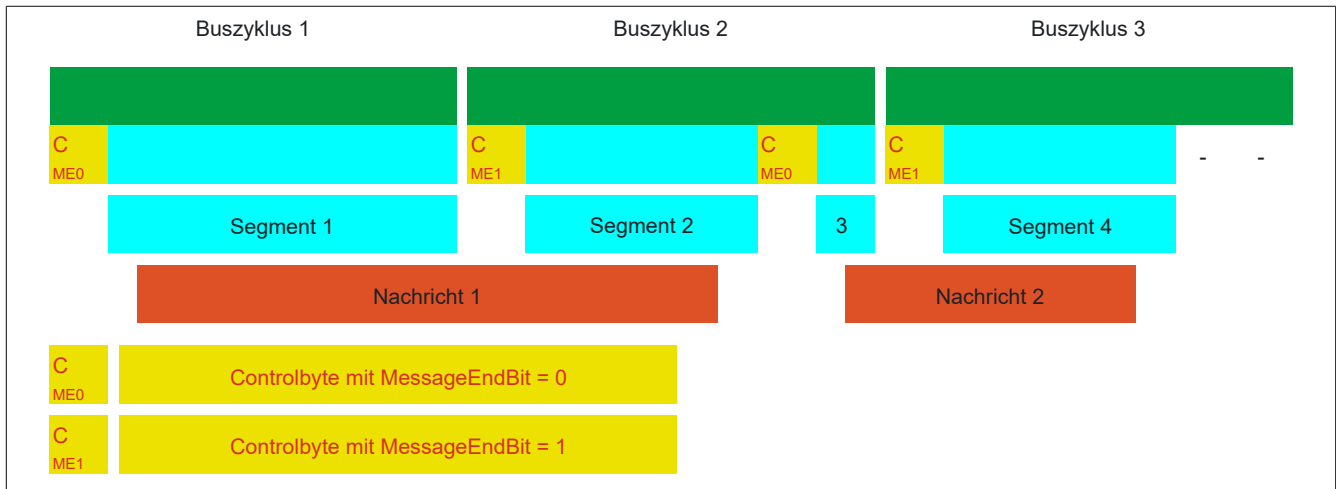 Buszyklus 1 Buszyklus 2 Buszyklus 3
C C C C
ME0 ME1 ME0 ME1 - -
Segment 1 Segment 2 3 Segment 4
Nachricht 1 Nachricht 2
C
ME0 Controlbyte mit MessageEndBit = 0
C
ME1 Controlbyte mit MessageEndBit = 1